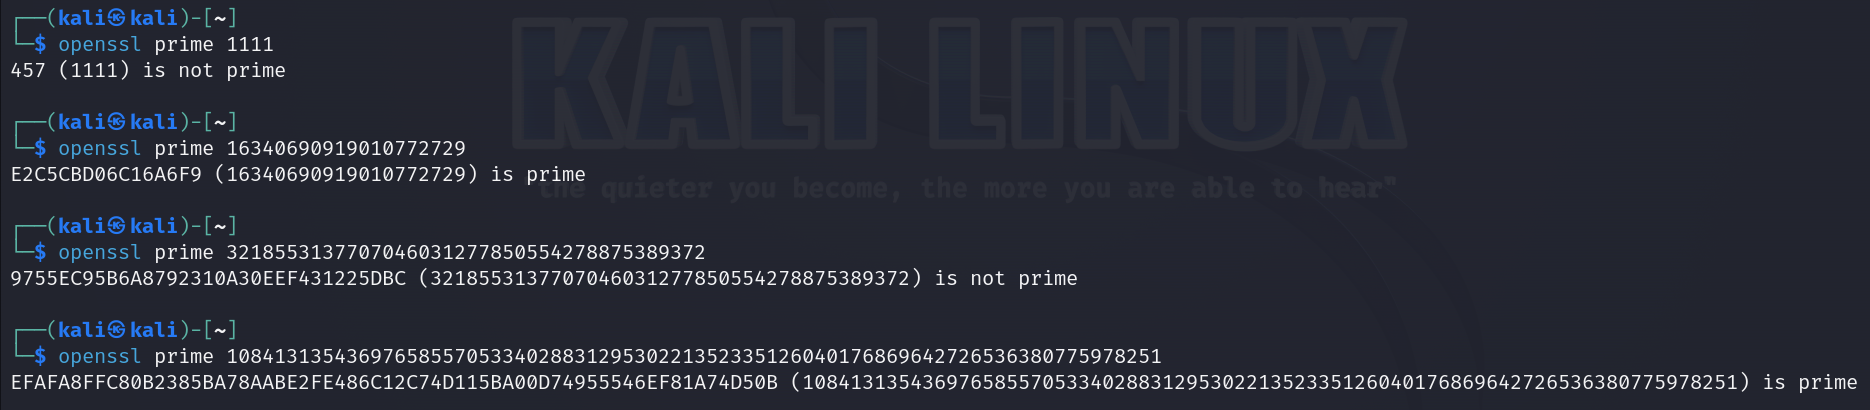 ┌──(kali㉿kali)-[~]
└─$ openssl prime 1111
457 (1111) is not prime
┌──(kali㉿kali)-[~]
└─$ openssl prime 16340690919010772729
E2C5CBD06C16A6F9 (16340690919010772729) is prime
┌──(kali㉿kali)-[~]
└─$ openssl prime 3218553137707046031277850554278875389372
9755EC95B6A8792310A30EEF431225DBC (3218553137707046031277850554278875389372) is not prime
┌──(kali㉿kali)-[~]
└─$ openssl prime 108413135436976585570533402883129530221352335126040176869642726536380775978251
EFAFA8FFC80B2385BA78AABE2FE486C12C74D115BA00D74955546EF81A74D50B (108413135436976585570533402883129530221352335126040176869642726536380775978251) is prime
KALI LINUX
"the quieter you become, the more you are able to hear"